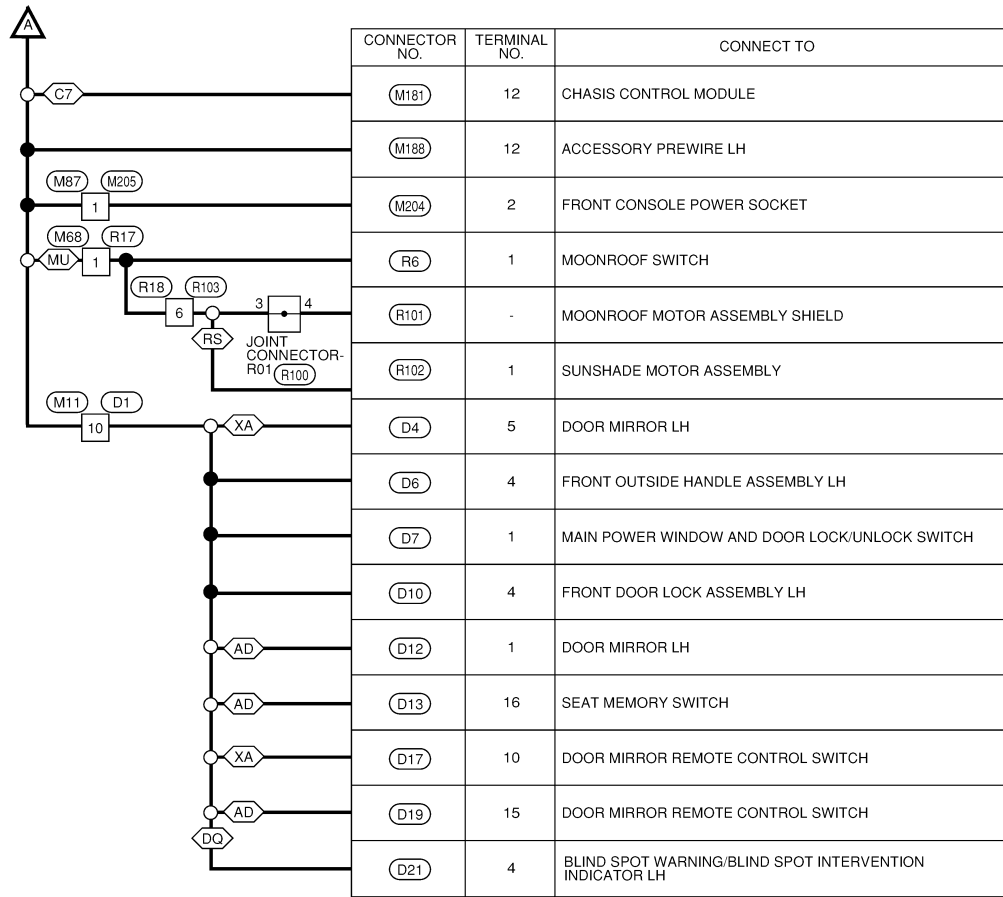 A
CONNECTOR NO. TERMINAL NO. CONNECT TO
C7 M181 12 CHASIS CONTROL MODULE
M188 12 ACCESSORY PREWIRE LH
M87 M205
1 M204 2 FRONT CONSOLE POWER SOCKET
M68 R17
MU 1 R6 1 MOONROOF SWITCH
R18 R103
6 3 4 R101 - MOONROOF MOTOR ASSEMBLY SHIELD
RS JOINT
CONNECTOR-
R01 R100 R102 1 SUNSHADE MOTOR ASSEMBLY
M11 D1
10 XA D4 5 DOOR MIRROR LH
D6 4 FRONT OUTSIDE HANDLE ASSEMBLY LH
D7 1 MAIN POWER WINDOW AND DOOR LOCK/UNLOCK SWITCH
D10 4 FRONT DOOR LOCK ASSEMBLY LH
AD D12 1 DOOR MIRROR LH
AD D13 16 SEAT MEMORY SWITCH
XA D17 10 DOOR MIRROR REMOTE CONTROL SWITCH
AD D19 15 DOOR MIRROR REMOTE CONTROL SWITCH
DQ
D21 4 BLIND SPOT WARNING/BLIND SPOT INTERVENTION
INDICATOR LH